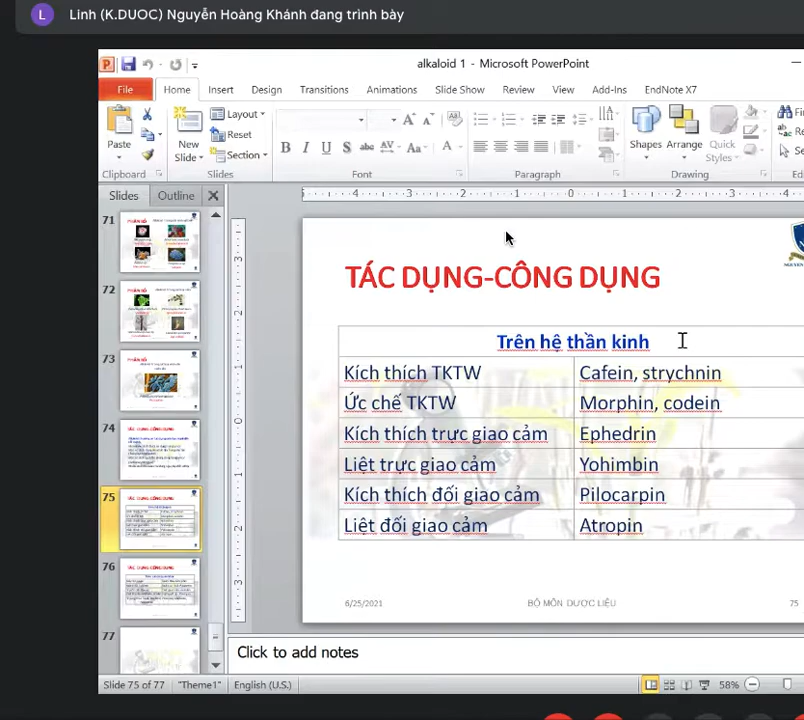 L Linh (K.DUOC) Nguyễn Hoàng Khánh đang trình bày
alkaloid 1 - Microsoft PowerPoint
File Home Insert Design Transitions Animations Slide Show Review View Add-Ins EndNote X7
Paste
Clipboard
New Slide
Layout
Reset
Section
Slides
B I U S abc AV Aa A
Font
Paragraph
Shapes Arrange Quick Styles
Drawing
Slides Outline
71
72
73
74
75
76
77
TÁC DỤNG-CÔNG DỤNG
Trên hệ thần kinh
Kích thích TKTW Cafein, strychnin
Ức chế TKTW Morphin, codein
Kích thích trực giao cảm Ephedrin
Liệt trực giao cảm Yohimbin
Kích thích đối giao cảm Pilocarpin
Liệt đối giao cảm Atropin
6/25/2021 BỘ MÔN DƯỢC LIỆU 75
Click to add notes
Slide 75 of 77 "Theme1" English (U.S.) 58%